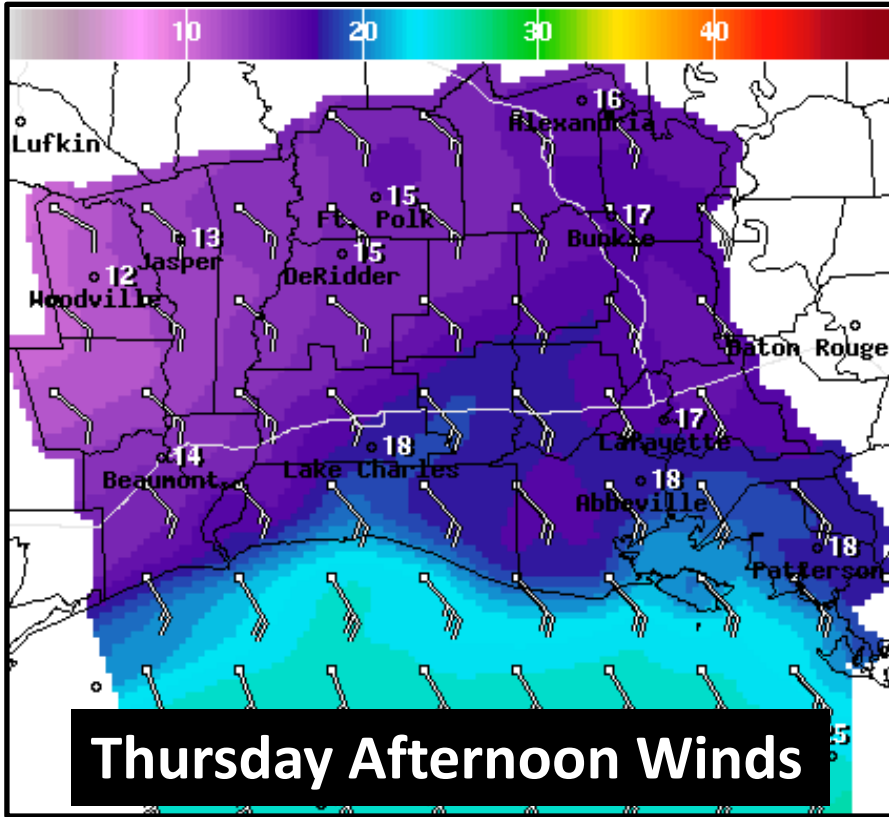 10 20 30 40
16
Alexandria
Lufkin
15
Ft. Polk
17
Bunkie
13
Jasper
15
DeRidder
12
Woodville
Baton Rouge
17
Lafayette
18
Lake Charles
14
Beaumont
18
Abbeville
18
Patterson
25
Thursday Afternoon Winds